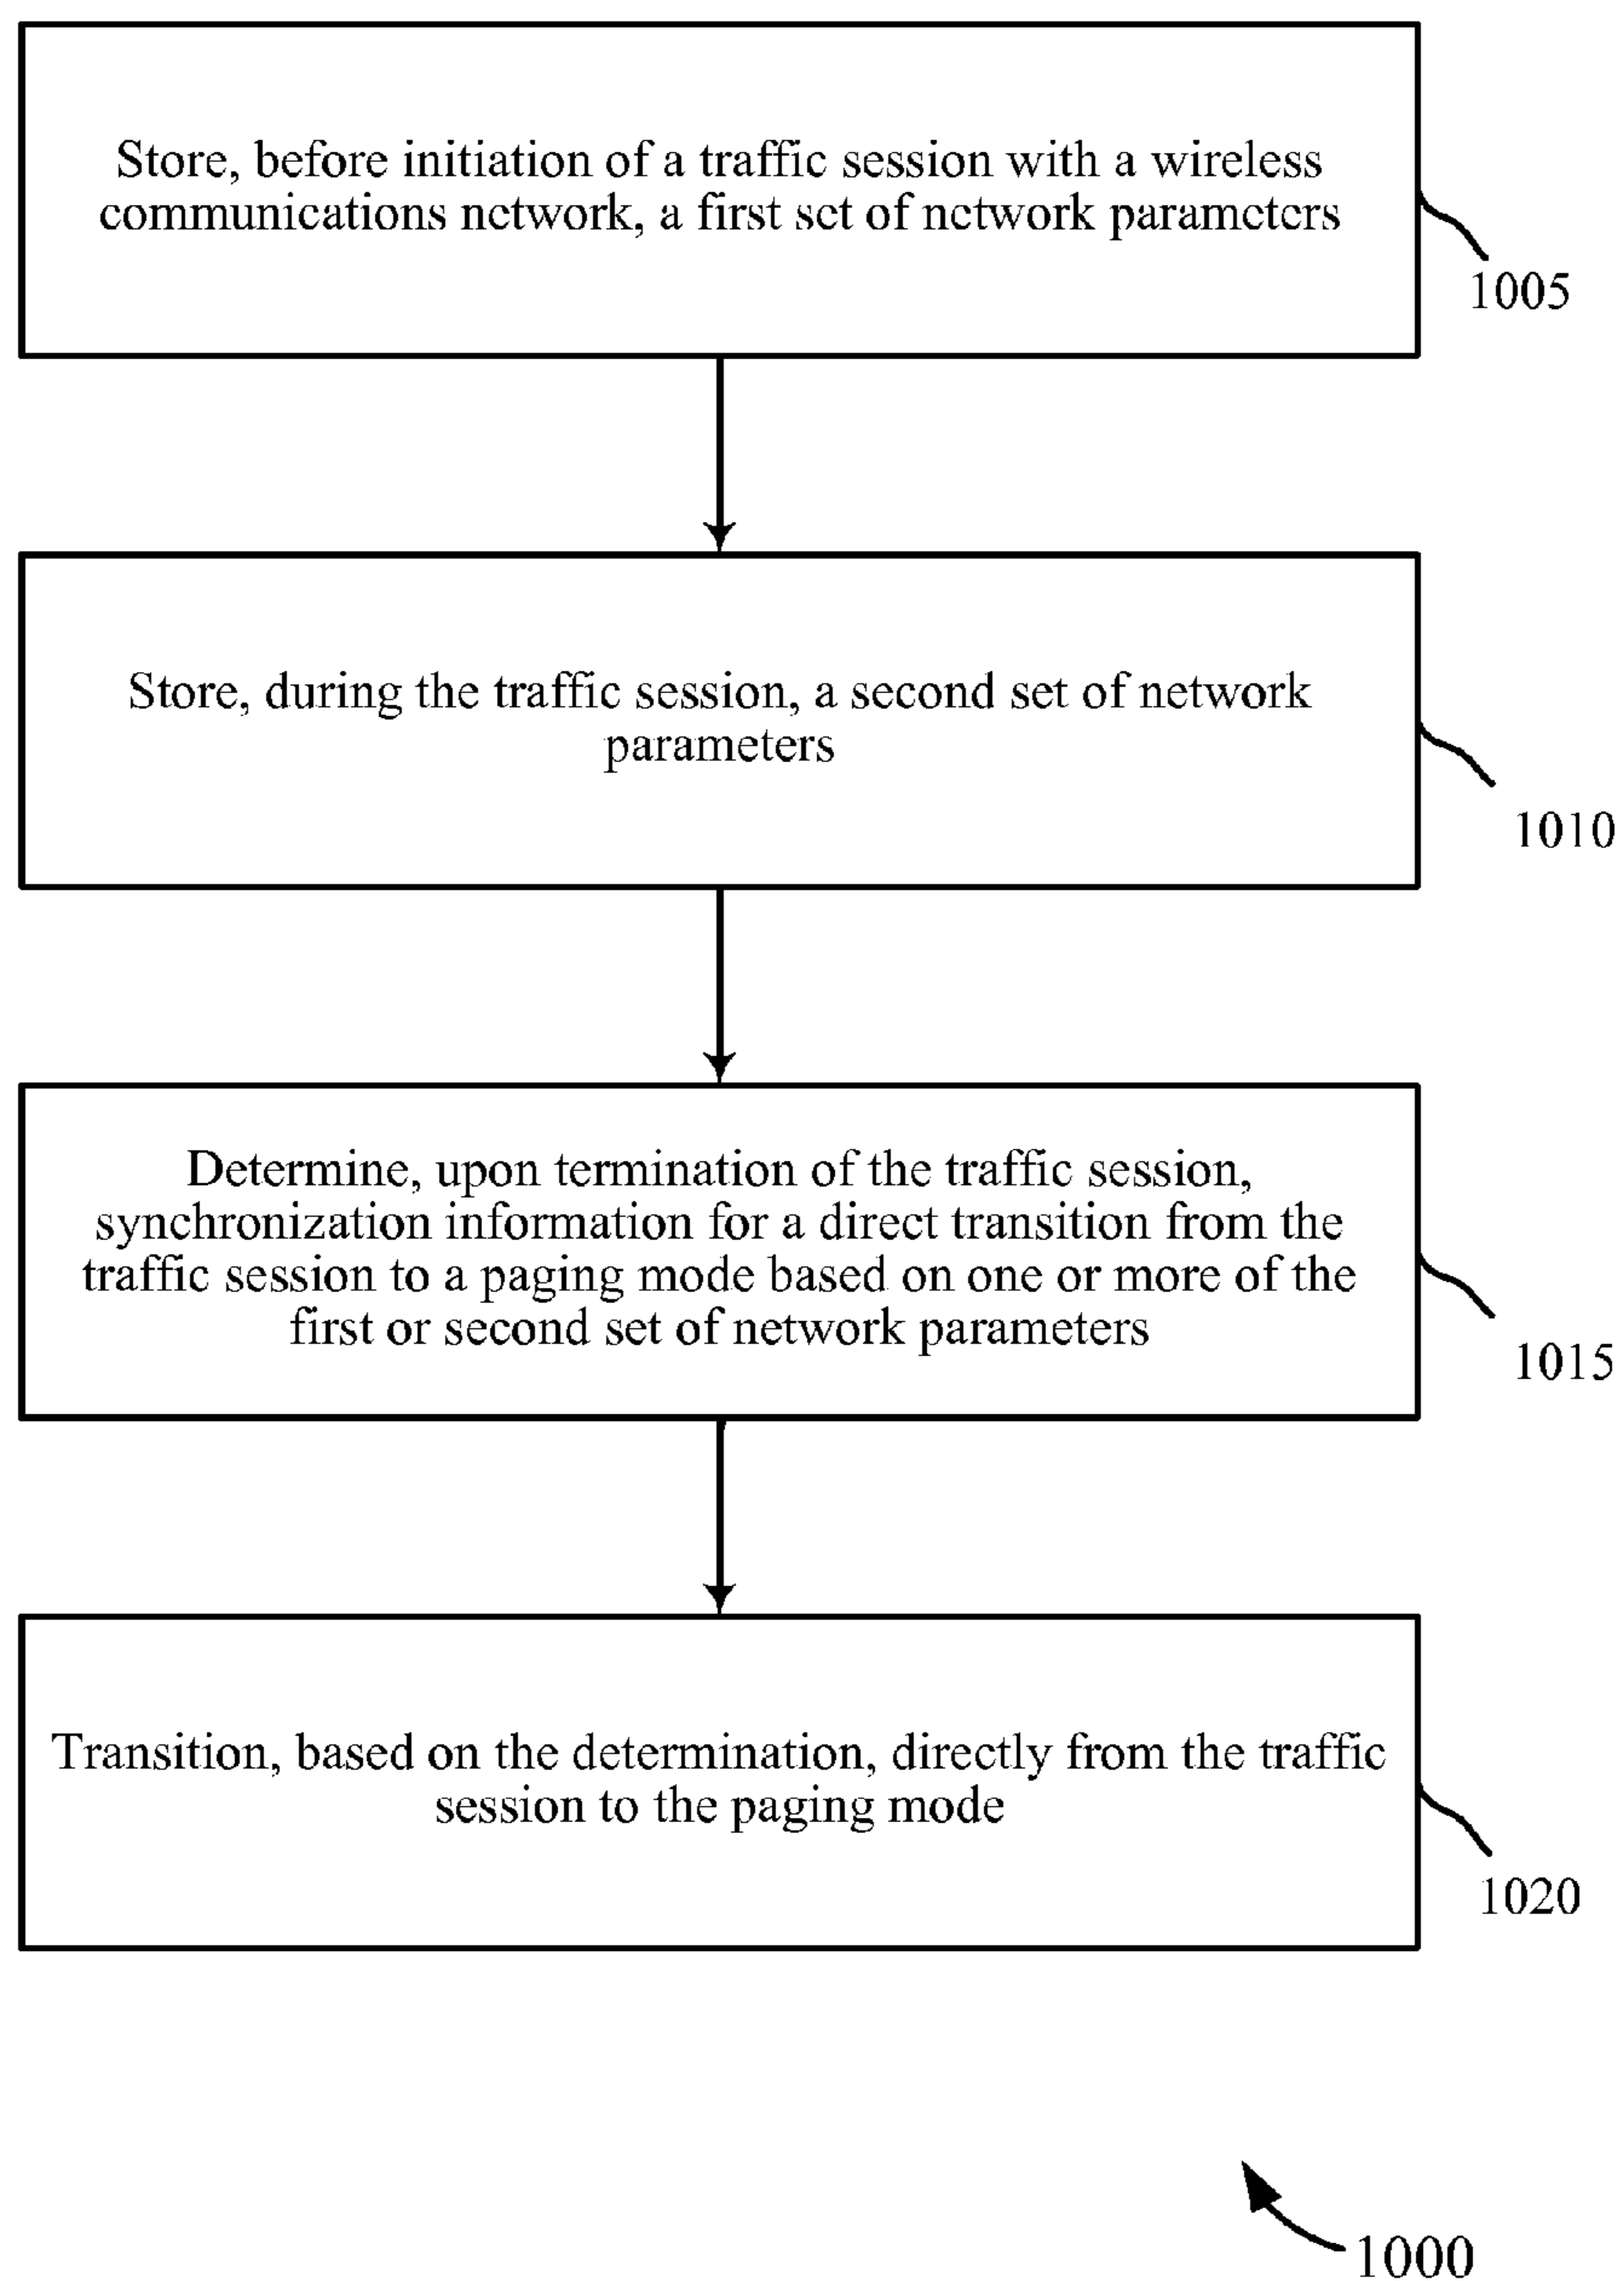 Store, before initiation of a traffic session with a wireless
communications network, a first set of network parameters
1005
Store, during the traffic session, a second set of network
parameters
1010
Determine, upon termination of the traffic session,
synchronization information for a direct transition from the
traffic session to a paging mode based on one or more of the
first or second set of network parameters
1015
Transition, based on the determination, directly from the traffic
session to the paging mode
1020
1000